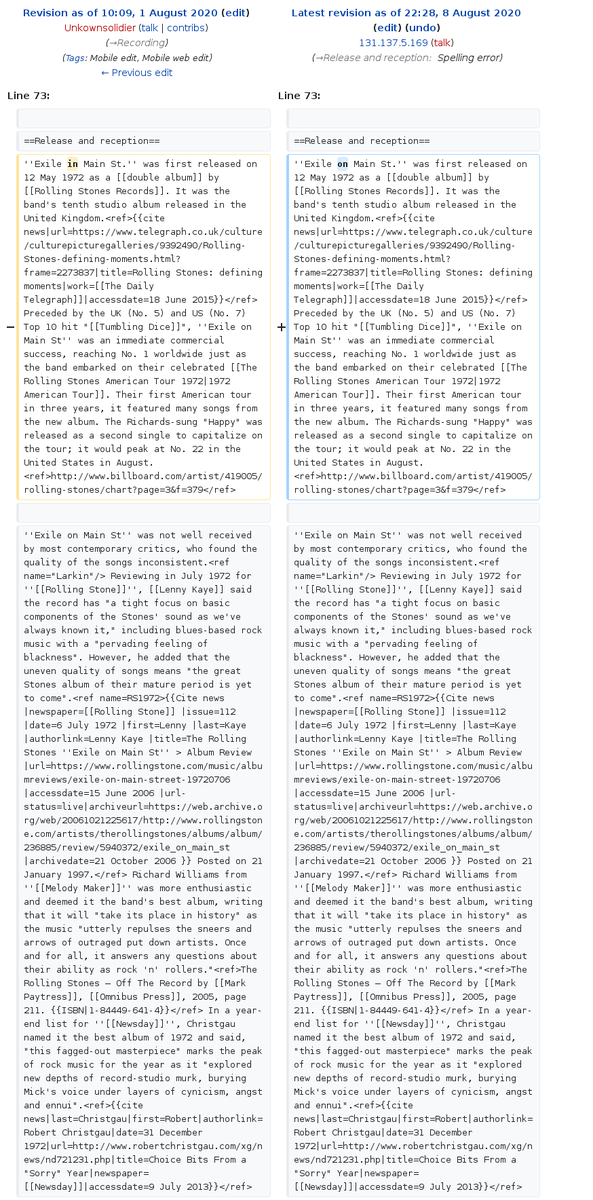 Revision as of 10:09, 1 August 2020 (edit)
Unkownsolidier (talk | contribs)
(→Recording)
(Tags: Mobile edit, Mobile web edit)
← Previous edit
Latest revision as of 22:28, 8 August 2020
(edit) (undo)
131.137.5.169 (talk)
(→Release and reception: Spelling error)
Line 73:
Line 73:
==Release and reception==
==Release and reception==
−
''Exile in Main St.'' was first released on
12 May 1972 as a [[double album]] by
[[Rolling Stones Records]]. It was the
band's tenth studio album released in the
United Kingdom.<ref>{{cite
news|url=https://www.telegraph.co.uk/culture
/culturepicturegalleries/9392490/Rolling-
Stones-defining-moments.html?
frame=2273837|title=Rolling Stones: defining
moments|work=[[The Daily
Telegraph]]|accessdate=18 June 2015}}</ref>
Preceded by the UK (No. 5) and US (No. 7)
Top 10 hit "[[Tumbling Dice]]", ''Exile on
Main St'' was an immediate commercial
success, reaching No. 1 worldwide just as
the band embarked on their celebrated [[The
Rolling Stones American Tour 1972|1972
American Tour]]. Their first American tour
in three years, it featured many songs from
the new album. The Richards-sung "Happy" was
released as a second single to capitalize on
the tour; it would peak at No. 22 in the
United States in August.
<ref>http://www.billboard.com/artist/419005/
rolling-stones/chart?page=3&f=379</ref>
+
''Exile on Main St.'' was first released on
12 May 1972 as a [[double album]] by
[[Rolling Stones Records]]. It was the
band's tenth studio album released in the
United Kingdom.<ref>{{cite
news|url=https://www.telegraph.co.uk/culture
/culturepicturegalleries/9392490/Rolling-
Stones-defining-moments.html?
frame=2273837|title=Rolling Stones: defining
moments|work=[[The Daily
Telegraph]]|accessdate=18 June 2015}}</ref>
Preceded by the UK (No. 5) and US (No. 7)
Top 10 hit "[[Tumbling Dice]]", ''Exile on
Main St'' was an immediate commercial
success, reaching No. 1 worldwide just as
the band embarked on their celebrated [[The
Rolling Stones American Tour 1972|1972
American Tour]]. Their first American tour
in three years, it featured many songs from
the new album. The Richards-sung "Happy" was
released as a second single to capitalize on
the tour; it would peak at No. 22 in the
United States in August.
<ref>http://www.billboard.com/artist/419005/
rolling-stones/chart?page=3&f=379</ref>
''Exile on Main St'' was not well received
by most contemporary critics, who found the
quality of the songs inconsistent.<ref
name="Larkin"/> Reviewing in July 1972 for
''[[Rolling Stone]]'', [[Lenny Kaye]] said
the record has "a tight focus on basic
components of the Stones' sound as we've
always known it," including blues-based rock
music with a "pervading feeling of
blackness". However, he added that the
uneven quality of songs means "the great
Stones album of their mature period is yet
to come".<ref name=RS1972>{{Cite news
|newspaper=[[Rolling Stone]] |issue=112
|date=6 July 1972 |first=Lenny |last=Kaye
|authorlink=Lenny Kaye |title=The Rolling
Stones ''Exile on Main St'' > Album Review
|url=https://www.rollingstone.com/music/albu
mreviews/exile-on-main-street-19720706
|accessdate=15 June 2006 |url-
status=live|archiveurl=https://web.archive.o
rg/web/20061021225617/http://www.rollingston
e.com/artists/therollingstones/albums/album/
236885/review/5940372/exile_on_main_st
|archivedate=21 October 2006 }} Posted on 21
January 1997.</ref> Richard Williams from
''[[Melody Maker]]'' was more enthusiastic
and deemed it the band's best album, writing
that it will "take its place in history" as
the music "utterly repulses the sneers and
arrows of outraged put down artists. Once
and for all, it answers any questions about
their ability as rock 'n' rollers."<ref>The
Rolling Stones – Off The Record by [[Mark
Paytress]], [[Omnibus Press]], 2005, page
211. {{ISBN|1-84449-641-4}}</ref> In a year-
end list for ''[[Newsday]]'', Christgau
named it the best album of 1972 and said,
"this fagged-out masterpiece" marks the peak
of rock music for the year as it "explored
new depths of record-studio murk, burying
Mick's voice under layers of cynicism, angst
and ennui".<ref>{{cite
news|last=Christgau|first=Robert|authorlink=
Robert Christgau|date=31 December
1972|url=http://www.robertchristgau.com/xg/n
ews/nd721231.php|title=Choice Bits From a
"Sorry" Year|newspaper=
[[Newsday]]|accessdate=9 July 2013}}</ref>
''Exile on Main St'' was not well received
by most contemporary critics, who found the
quality of the songs inconsistent.<ref
name="Larkin"/> Reviewing in July 1972 for
''[[Rolling Stone]]'', [[Lenny Kaye]] said
the record has "a tight focus on basic
components of the Stones' sound as we've
always known it," including blues-based rock
music with a "pervading feeling of
blackness". However, he added that the
uneven quality of songs means "the great
Stones album of their mature period is yet
to come".<ref name=RS1972>{{Cite news
|newspaper=[[Rolling Stone]] |issue=112
|date=6 July 1972 |first=Lenny |last=Kaye
|authorlink=Lenny Kaye |title=The Rolling
Stones ''Exile on Main St'' > Album Review
|url=https://www.rollingstone.com/music/albu
mreviews/exile-on-main-street-19720706
|accessdate=15 June 2006 |url-
status=live|archiveurl=https://web.archive.o
rg/web/20061021225617/http://www.rollingston
e.com/artists/therollingstones/albums/album/
236885/review/5940372/exile_on_main_st
|archivedate=21 October 2006 }} Posted on 21
January 1997.</ref> Richard Williams from
''[[Melody Maker]]'' was more enthusiastic
and deemed it the band's best album, writing
that it will "take its place in history" as
the music "utterly repulses the sneers and
arrows of outraged put down artists. Once
and for all, it answers any questions about
their ability as rock 'n' rollers."<ref>The
Rolling Stones – Off The Record by [[Mark
Paytress]], [[Omnibus Press]], 2005, page
211. {{ISBN|1-84449-641-4}}</ref> In a year-
end list for ''[[Newsday]]'', Christgau
named it the best album of 1972 and said,
"this fagged-out masterpiece" marks the peak
of rock music for the year as it "explored
new depths of record-studio murk, burying
Mick's voice under layers of cynicism, angst
and ennui".<ref>{{cite
news|last=Christgau|first=Robert|authorlink=
Robert Christgau|date=31 December
1972|url=http://www.robertchristgau.com/xg/n
ews/nd721231.php|title=Choice Bits From a
"Sorry" Year|newspaper=
[[Newsday]]|accessdate=9 July 2013}}</ref>